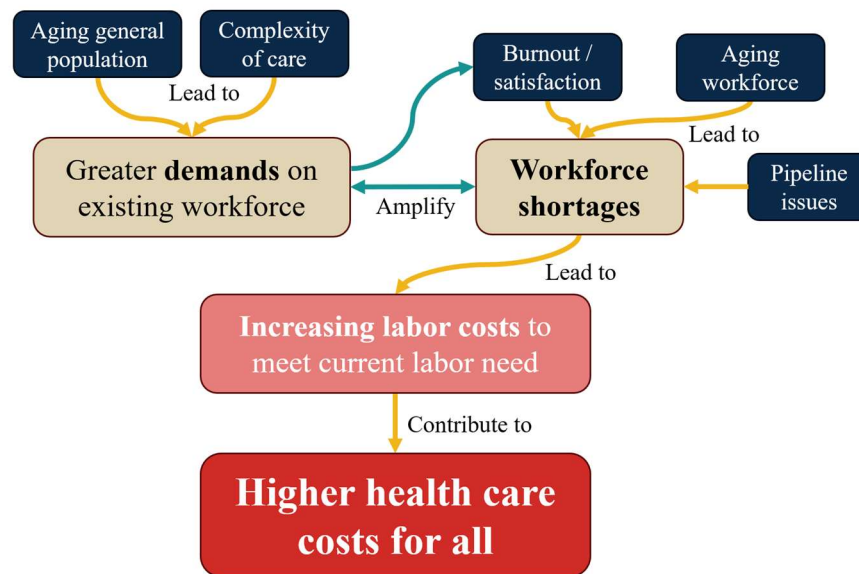 Aging general
population
Complexity
of care
Burnout /
satisfaction
Aging
workforce
Lead to
Lead to
Greater demands on
existing workforce
Amplify
Workforce
shortages
Pipeline
issues
Lead to
Increasing labor costs to
meet current labor need
Contribute to
Higher health care
costs for all